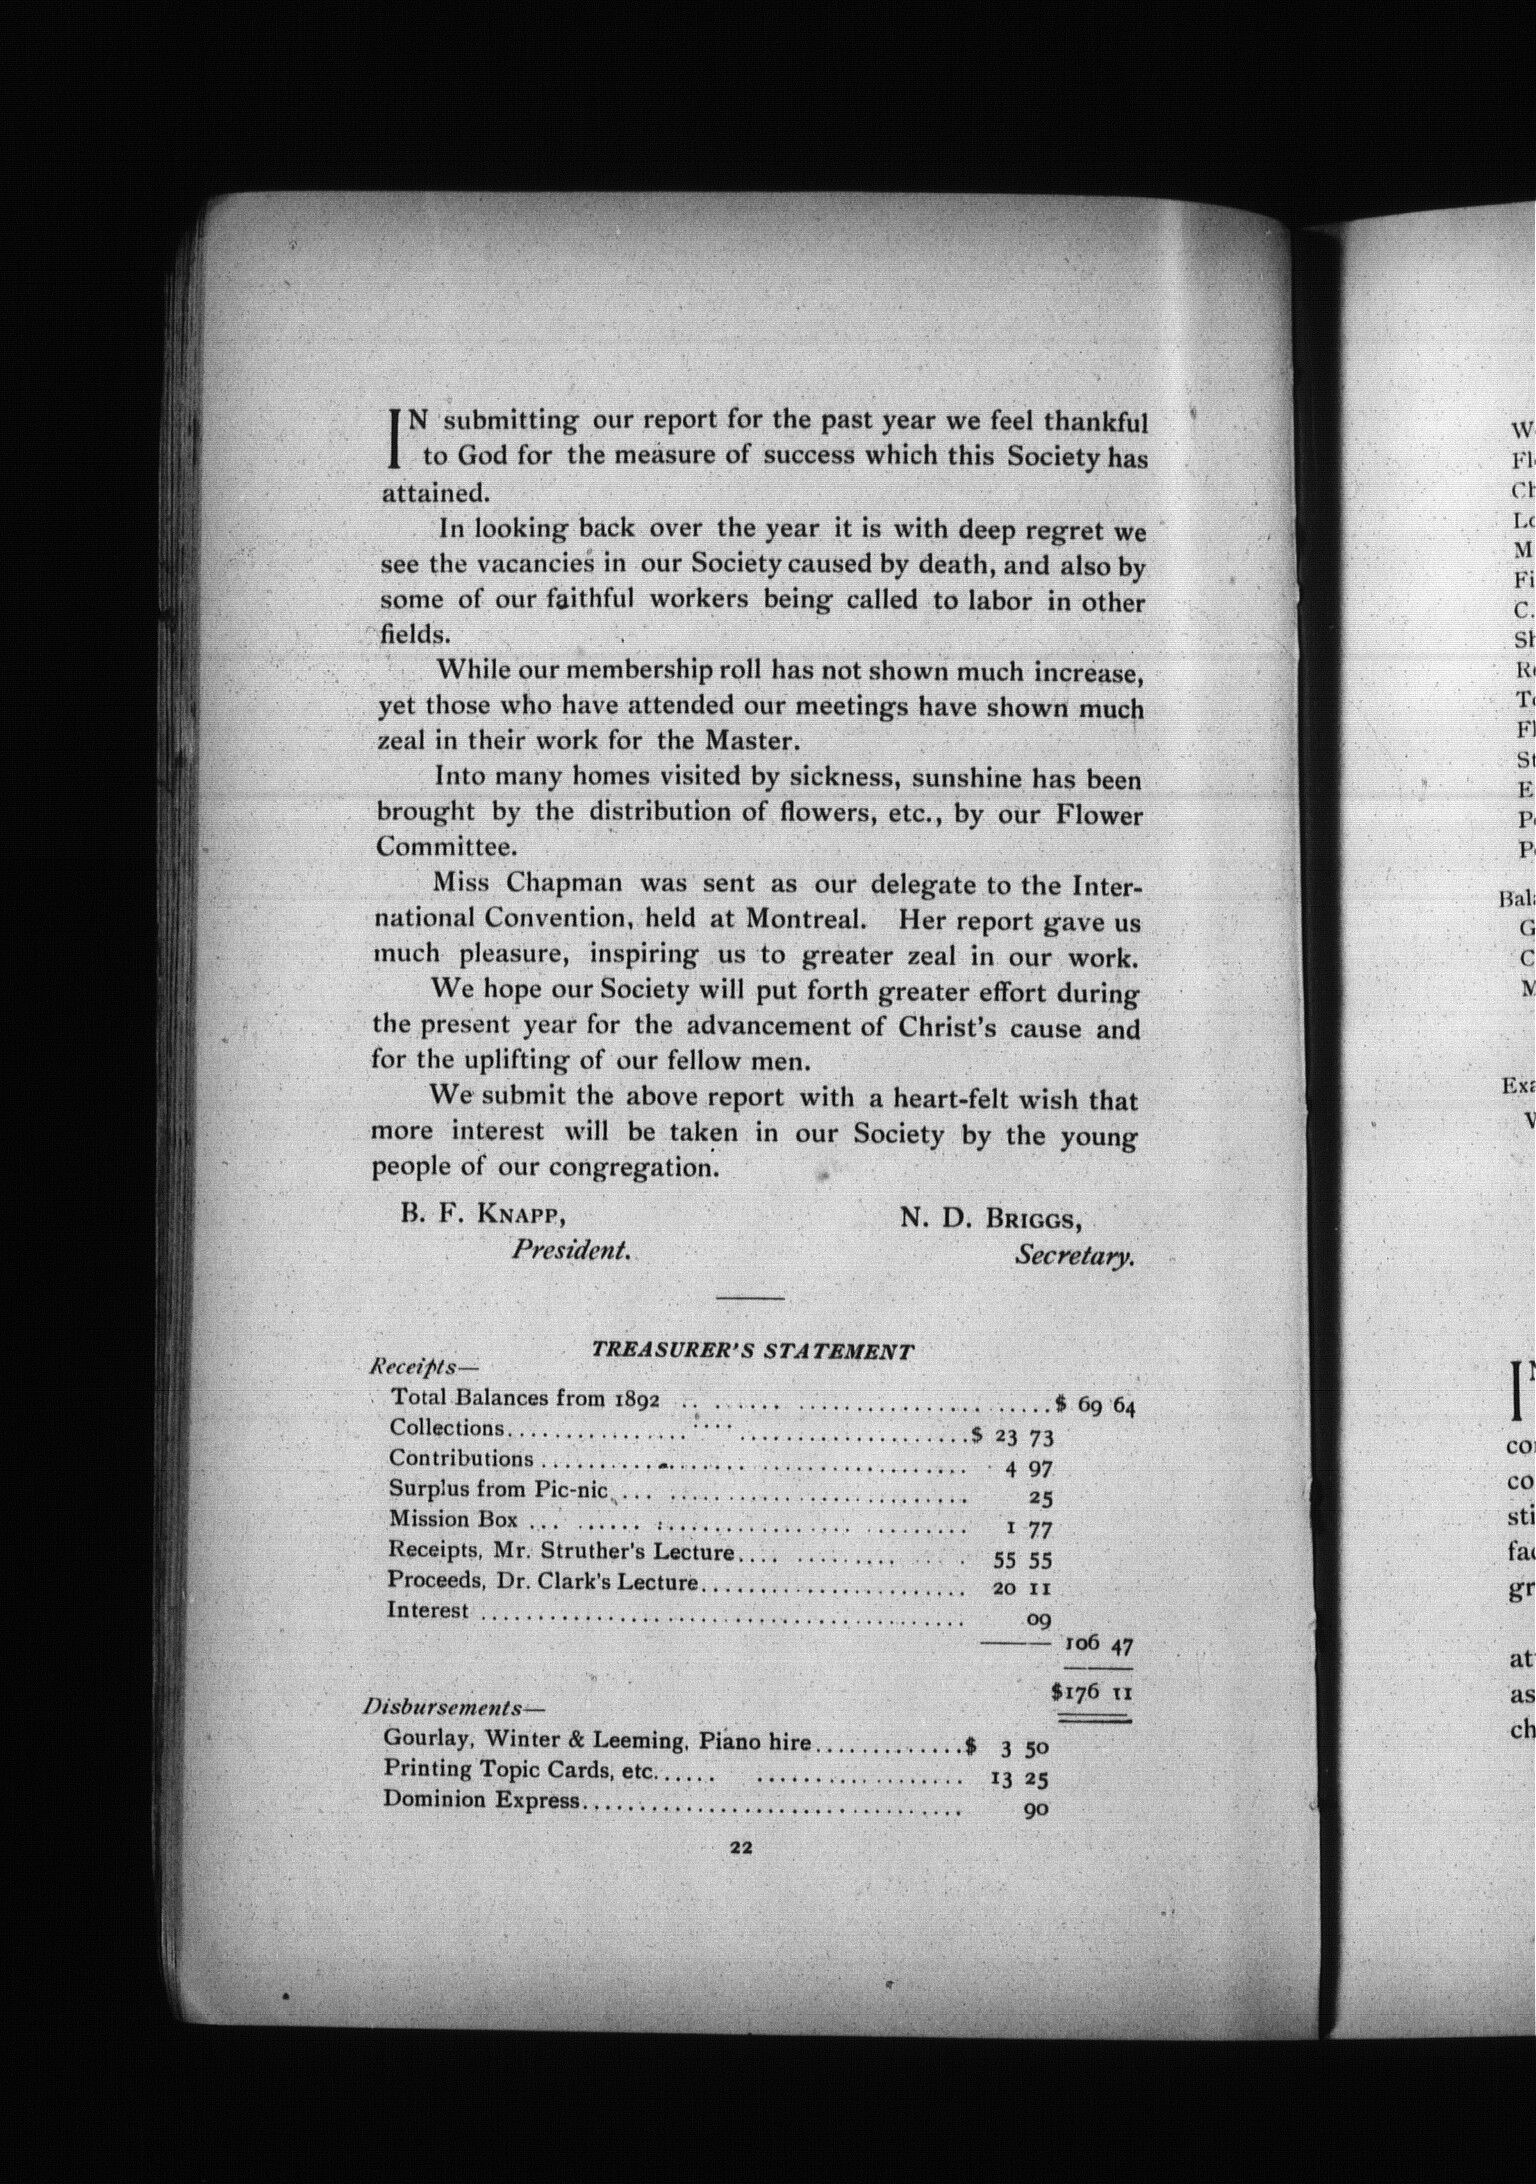 IN submitting our report for the past year we feel thankful
to God for the measure of success which this Society has
attained.
In looking back over the year it is with deep regret we
see the vacancies in our Society caused by death, and also by
some of our faithful workers being called to labor in other
fields.
While our membership roll has not shown much increase,
yet those who have attended our meetings have shown much
zeal in their work for the Master.
Into many homes visited by sickness, sunshine has been
brought by the distribution of flowers, etc., by our Flower
Committee.
Miss Chapman was sent as our delegate to the Inter-
national Convention, held at Montreal. Her report gave us
much pleasure, inspiring us to greater zeal in our work.
We hope our Society will put forth greater effort during
the present year for the advancement of Christ's cause and
for the uplifting of our fellow men.
We submit the above report with a heart-felt wish that
more interest will be taken in our Society by the young
people of our congregation.
B. F. KNAPP, N. D. BRIGGS,
President. Secretary.
TREASURER'S STATEMENT
Receipts—
Total Balances from 1892 .................... $ 69 64
Collections.................... $ 23 73
Contributions .................... 4 97
Surplus from Pic-nic .................... 25
Mission Box .................... 1 77
Receipts, Mr. Struther's Lecture.................... 55 55
Proceeds, Dr. Clark's Lecture.................... 20 11
Interest .................... 09
106 47
$176 11
Disbursements—
Gourlay, Winter & Leeming, Piano hire.............$ 3 50
Printing Topic Cards, etc.................... 13 25
Dominion Express.................... 90
22